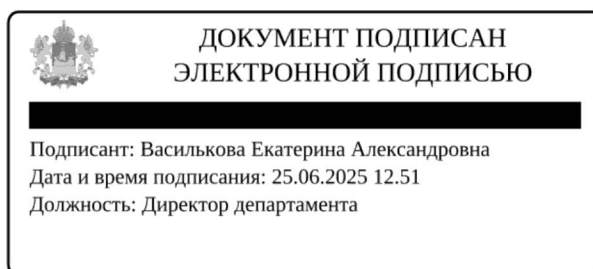 ДОКУМЕНТ ПОДПИСАН
ЭЛЕКТРОННОЙ ПОДПИСЬЮ
Подписант: Василькова Екатерина Александровна
Дата и время подписания: 25.06.2025 12.51
Должность: Директор департамента